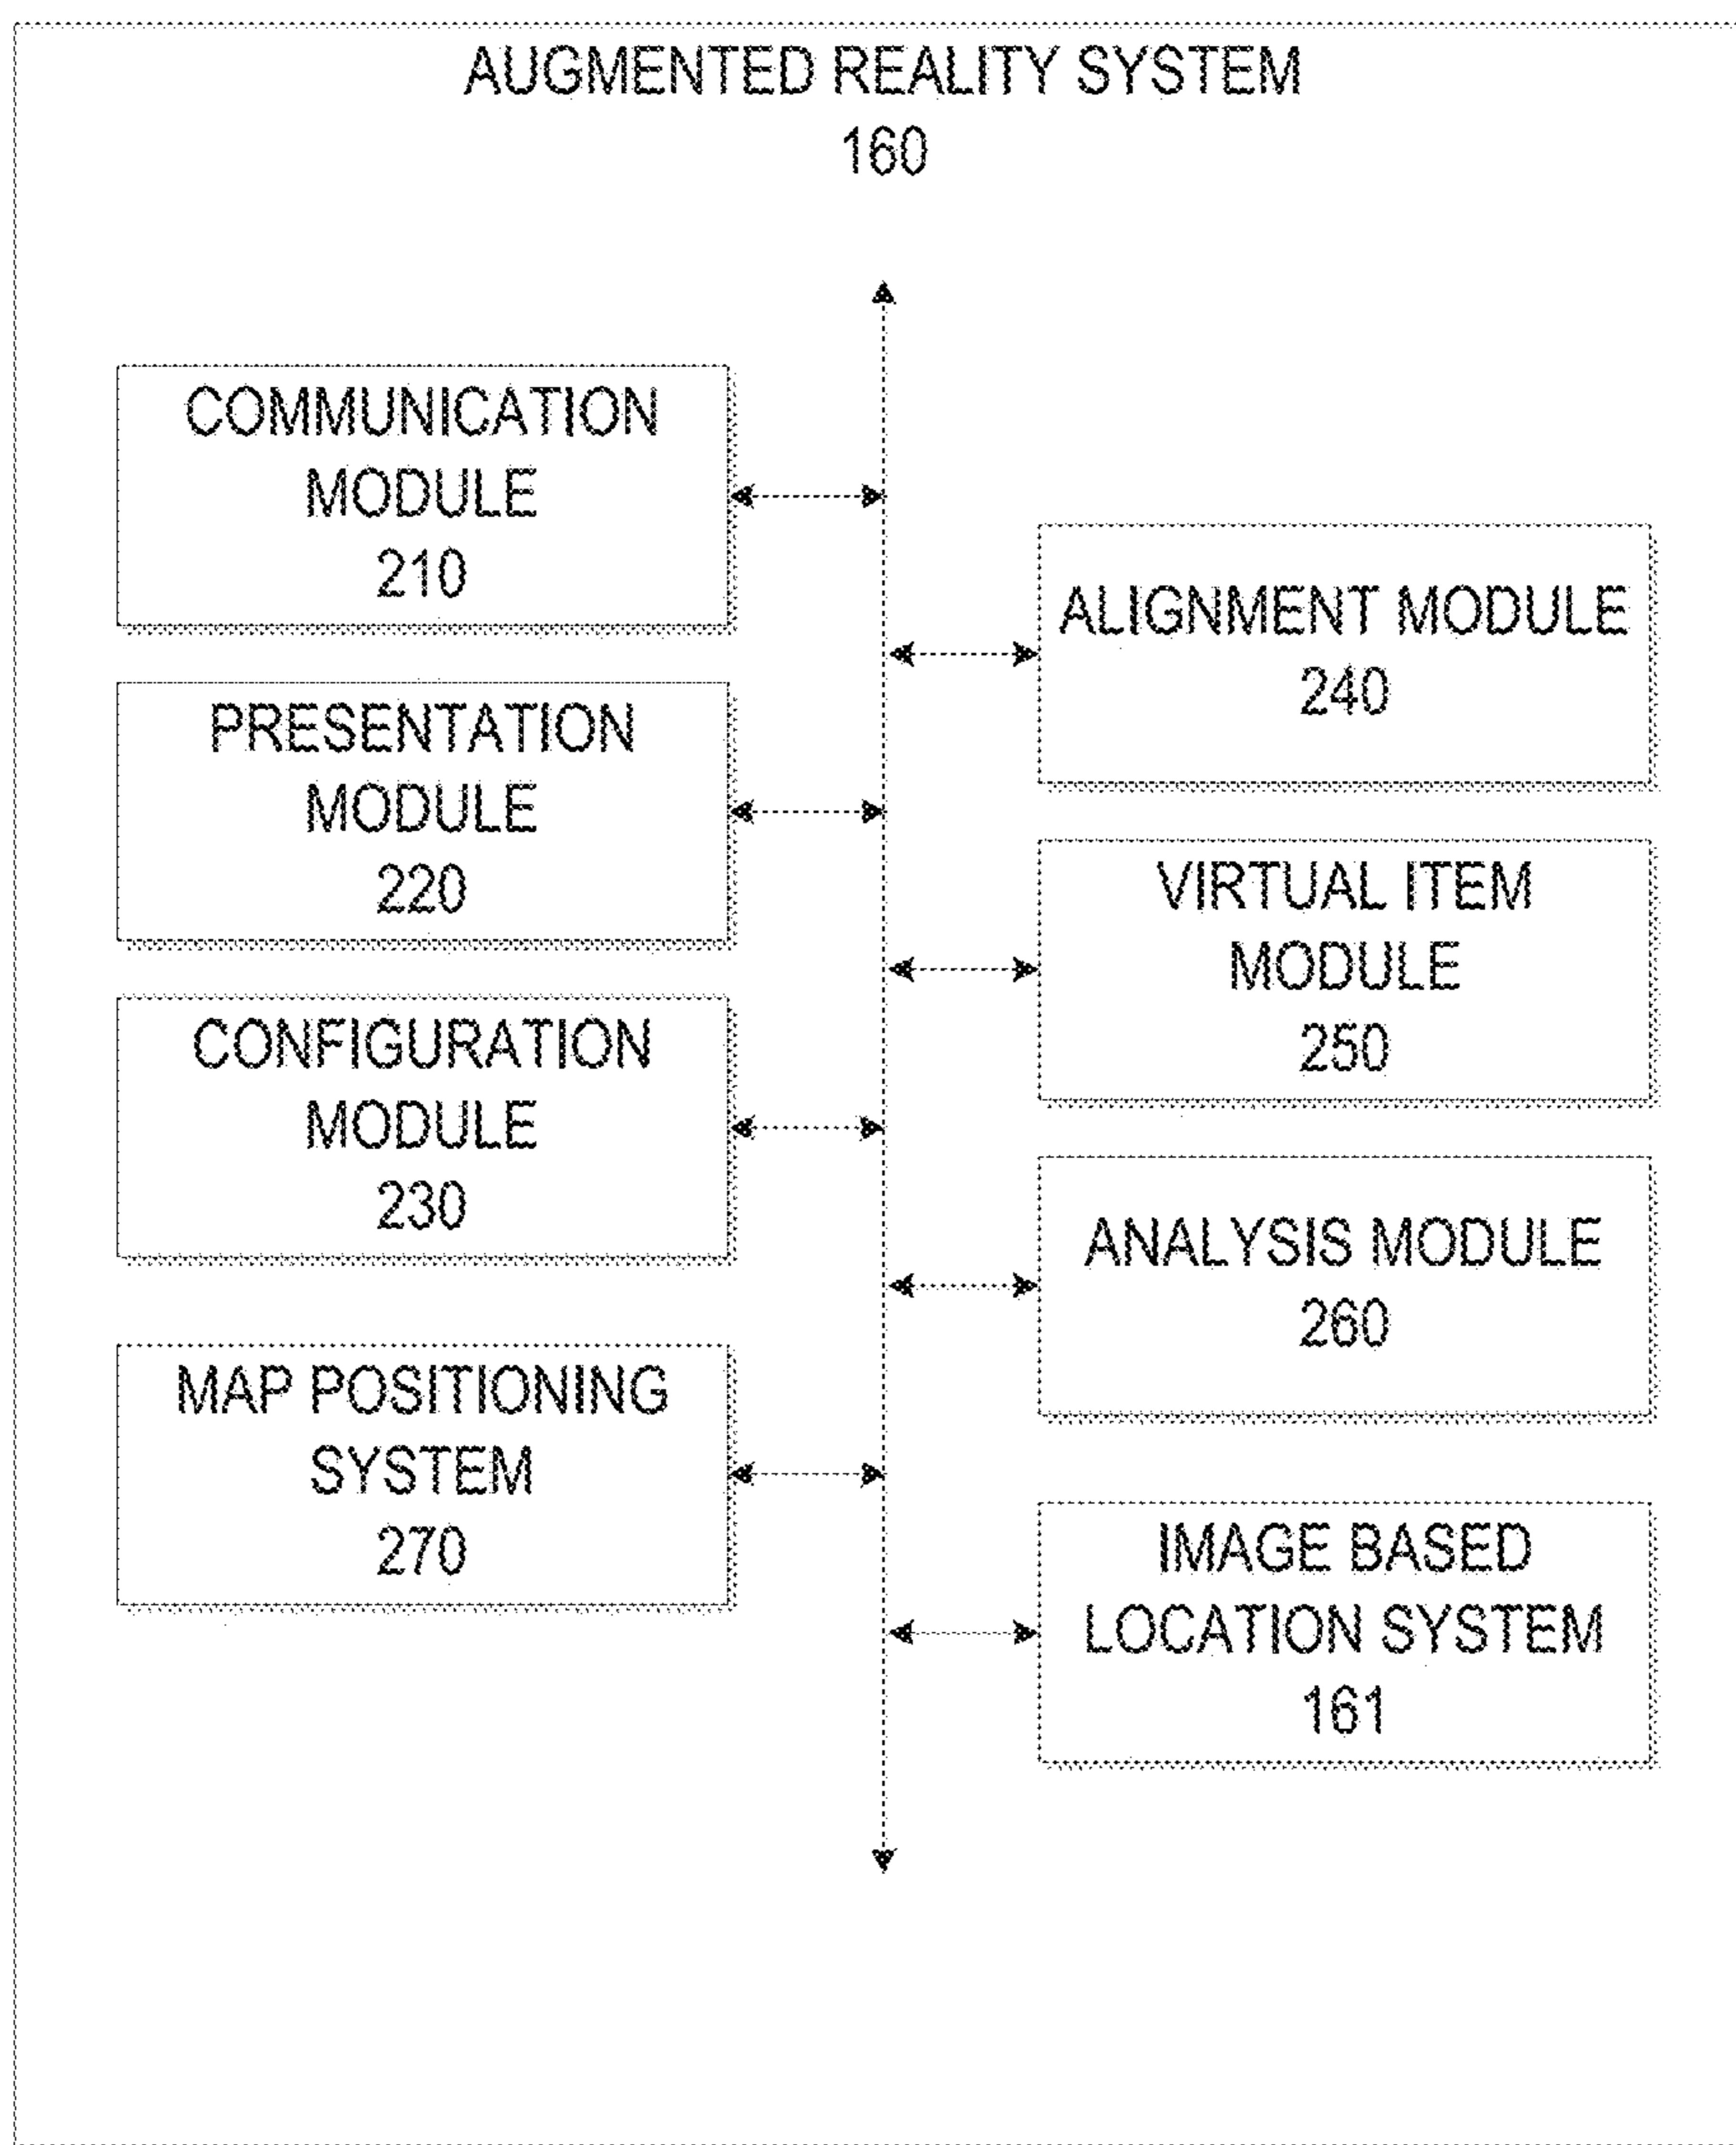 AUGMENTED REALITY SYSTEM
160
COMMUNICATION
MODULE
210
PRESENTATION
MODULE
220
CONFIGURATION
MODULE
230
MAP POSITIONING
SYSTEM
270
ALIGNMENT MODULE
240
VIRTUAL ITEM
MODULE
250
ANALYSIS MODULE
260
IMAGE BASED
LOCATION SYSTEM
161